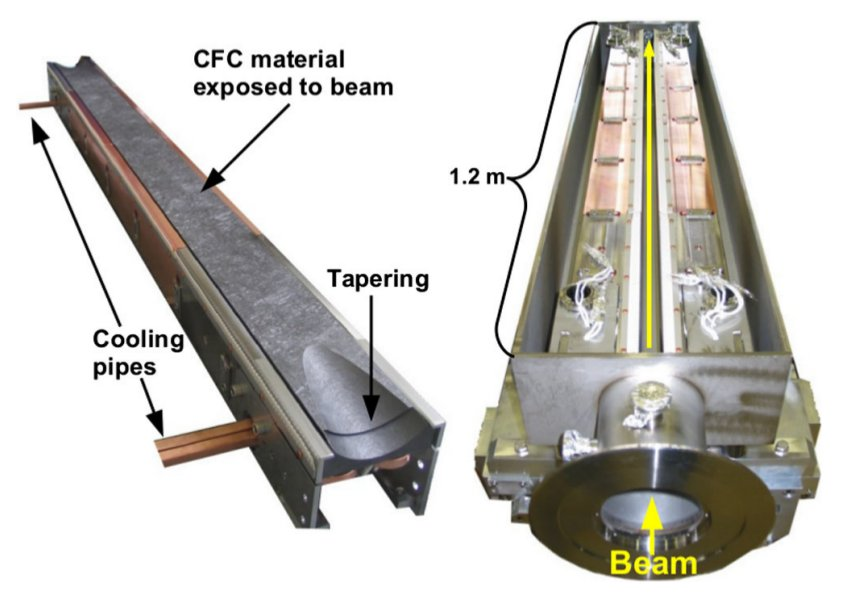 CFC material
exposed to beam
Tapering
Cooling
pipes
1.2 m
Beam